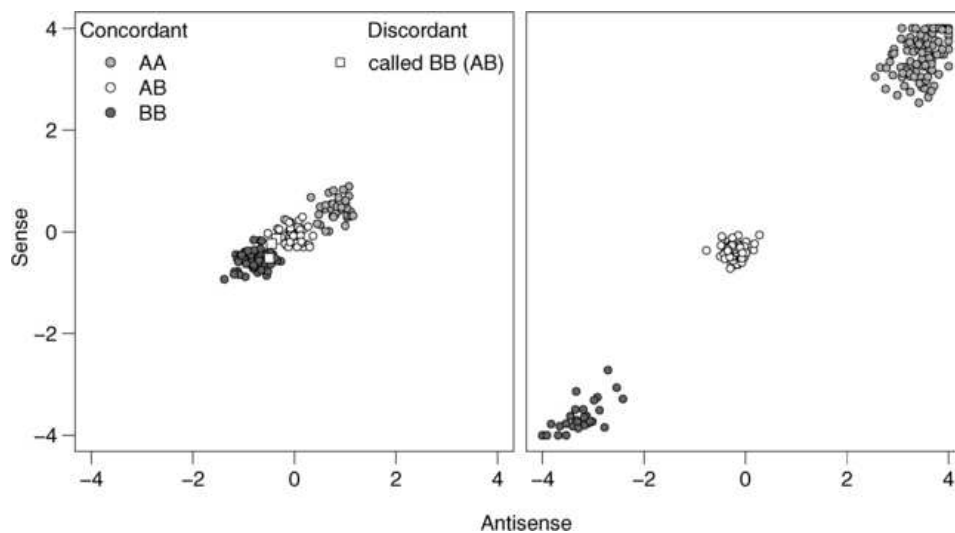 Concordant
AA
AB
BB
Discordant
called BB (AB)
4
2
0
−2
−4
Sense
−4 −2 0 2 4
−4 −2 0 2 4
Antisense